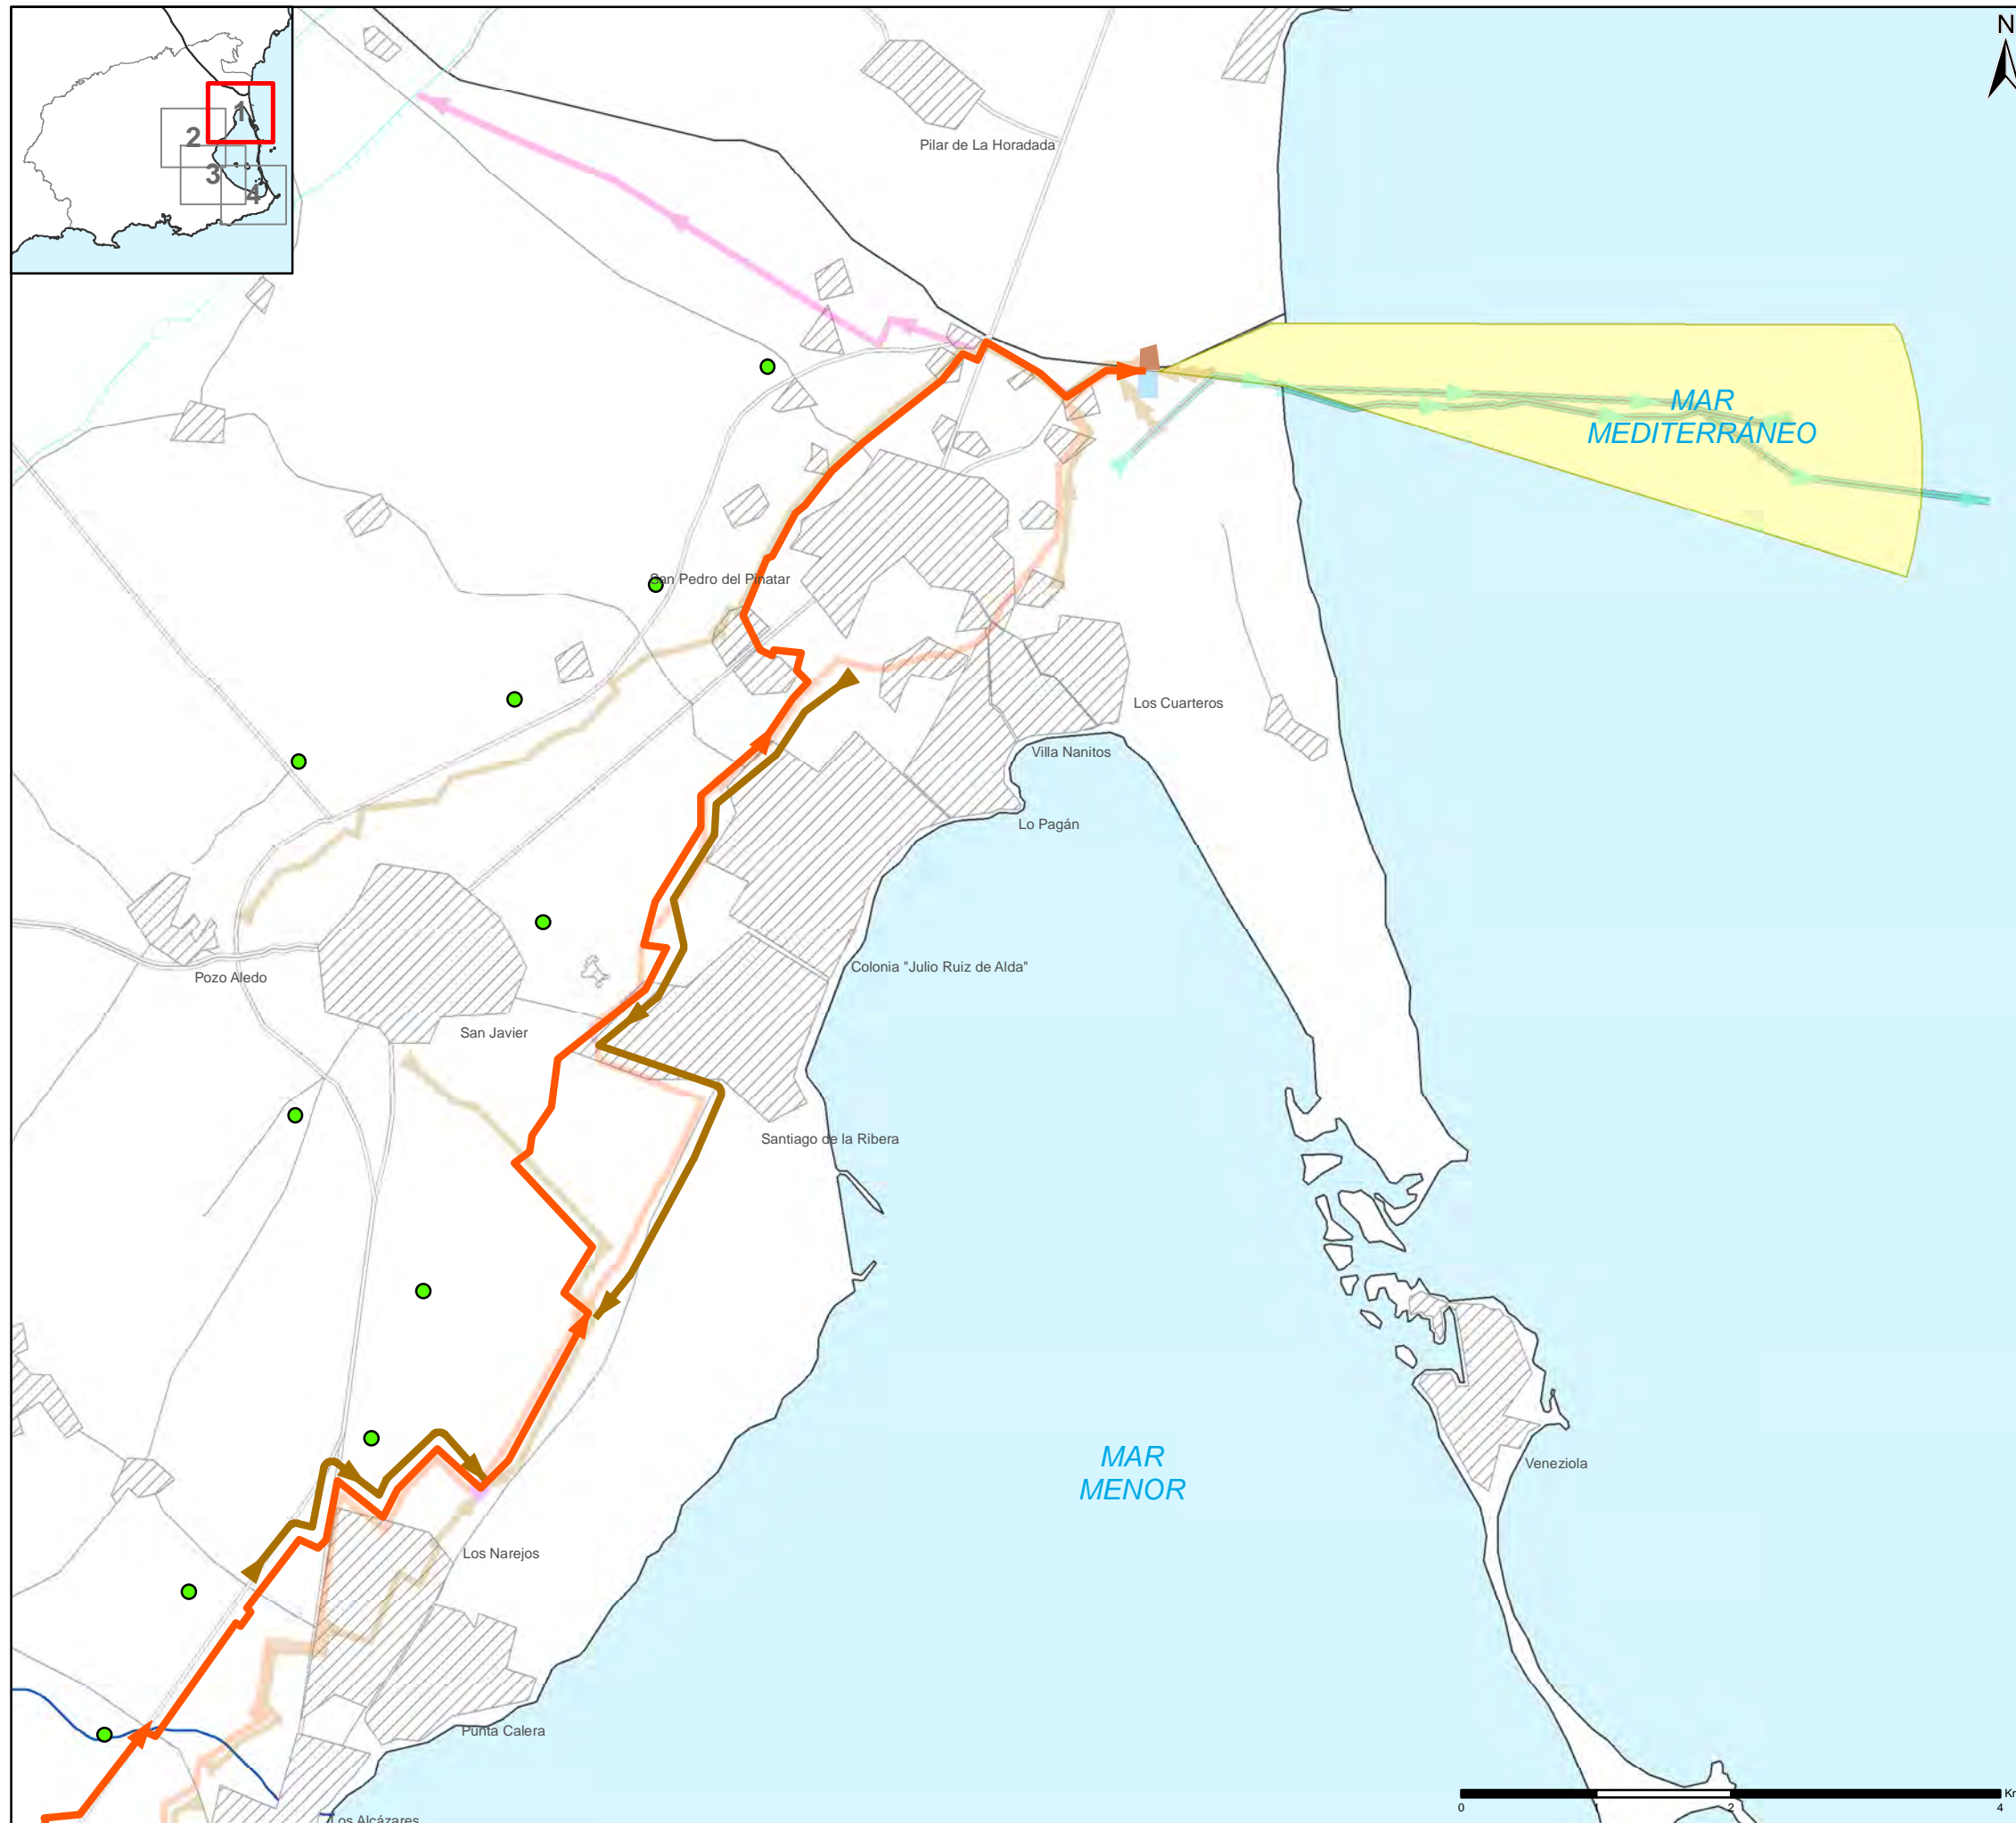 N
1
2
3
4
Pilar de La Horadada
MAR
MEDITERRÁNEO
San Pedro del Pinatar
Los Cuarteros
Villa Nanitos
Lo Pagán
Colonia "Julio Ruiz de Alda"
Pozo Aledo
San Javier
Santiago de la Ribera
MAR
MENOR
Veneziola
Los Narejos
Punta Calera
Los Alcázares
0 1 2 4